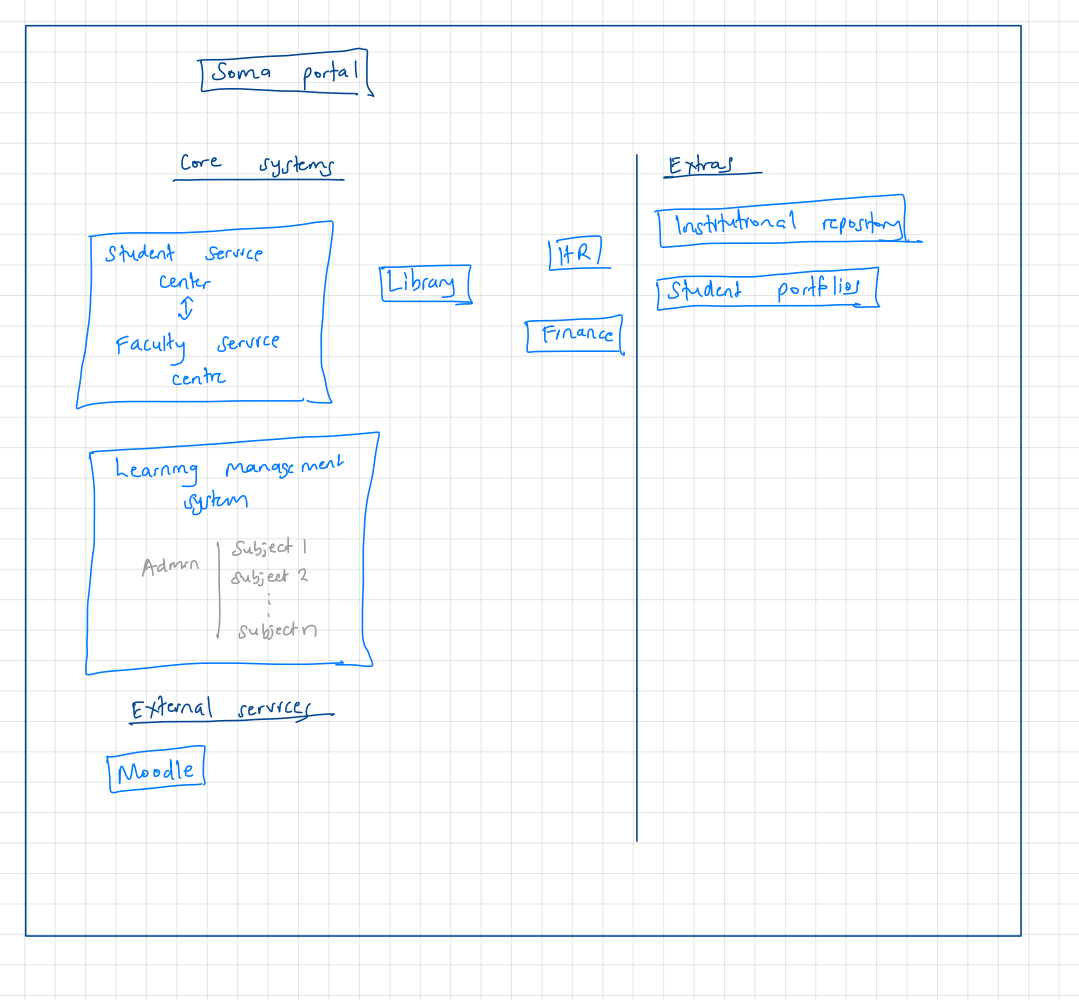 Soma portal
Core systems
Student service
center
Faculty service
centre
Library
HR
Finance
Learning management
system
Admin
Subject 1
Subject 2
Subject n
External services
Moodle
Extras
Institutional repository
Student portfolios